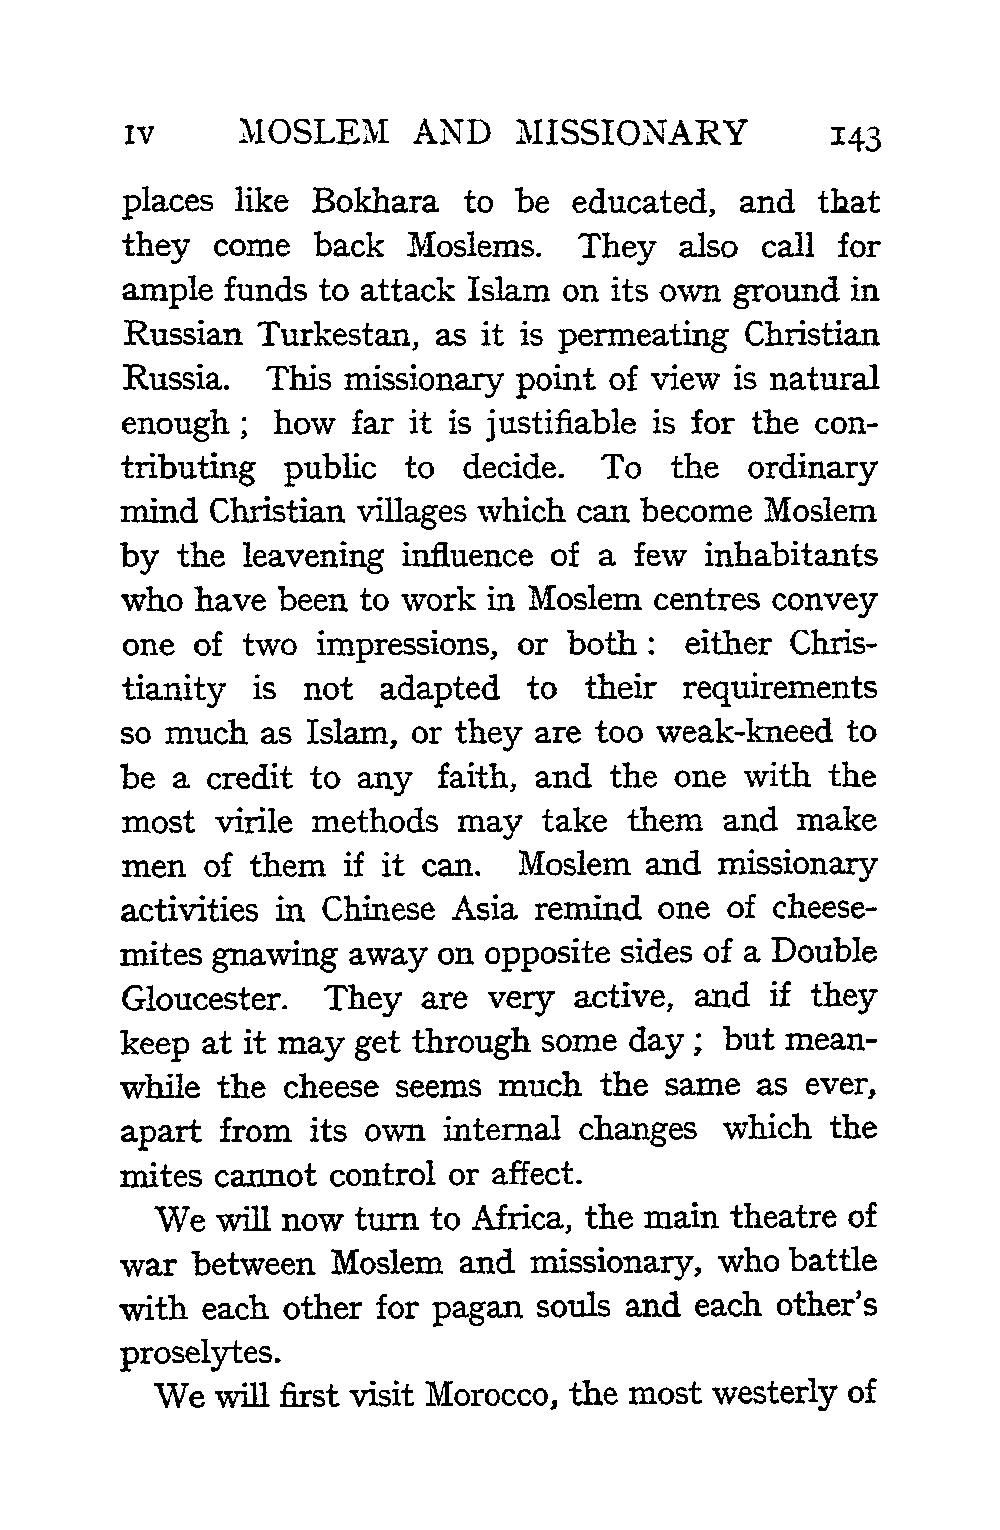 IV MOSLEM AND MISSIONARY 143
places like Bokhara to be educated, and that
they come back Moslems. They also call for
ample funds to attack Islam on its own ground in
Russian Turkestan, as it is permeating Christian
Russia. This missionary point of view is natural
enough ; how far it is justifiable is for the con-
tributing public to decide. To the ordinary
mind Christian villages which can become Moslem
by the leavening influence of a few inhabitants
who have been to work in Moslem centres convey
one of two impressions, or both : either Chris-
tianity is not adapted to their requirements
so much as Islam, or they are too weak-kneed to
be a credit to any faith, and the one with the
most virile methods may take them and make
men of them if it can. Moslem and missionary
activities in Chinese Asia remind one of cheese-
mites gnawing away on opposite sides of a Double
Gloucester. They are very active, and if they
keep at it may get through some day ; but mean-
while the cheese seems much the same as ever,
apart from its own internal changes which the
mites cannot control or affect.
We will now turn to Africa, the main theatre of
war between Moslem and missionary, who battle
with each other for pagan souls and each other's
proselytes.
We will first visit Morocco, the most westerly of